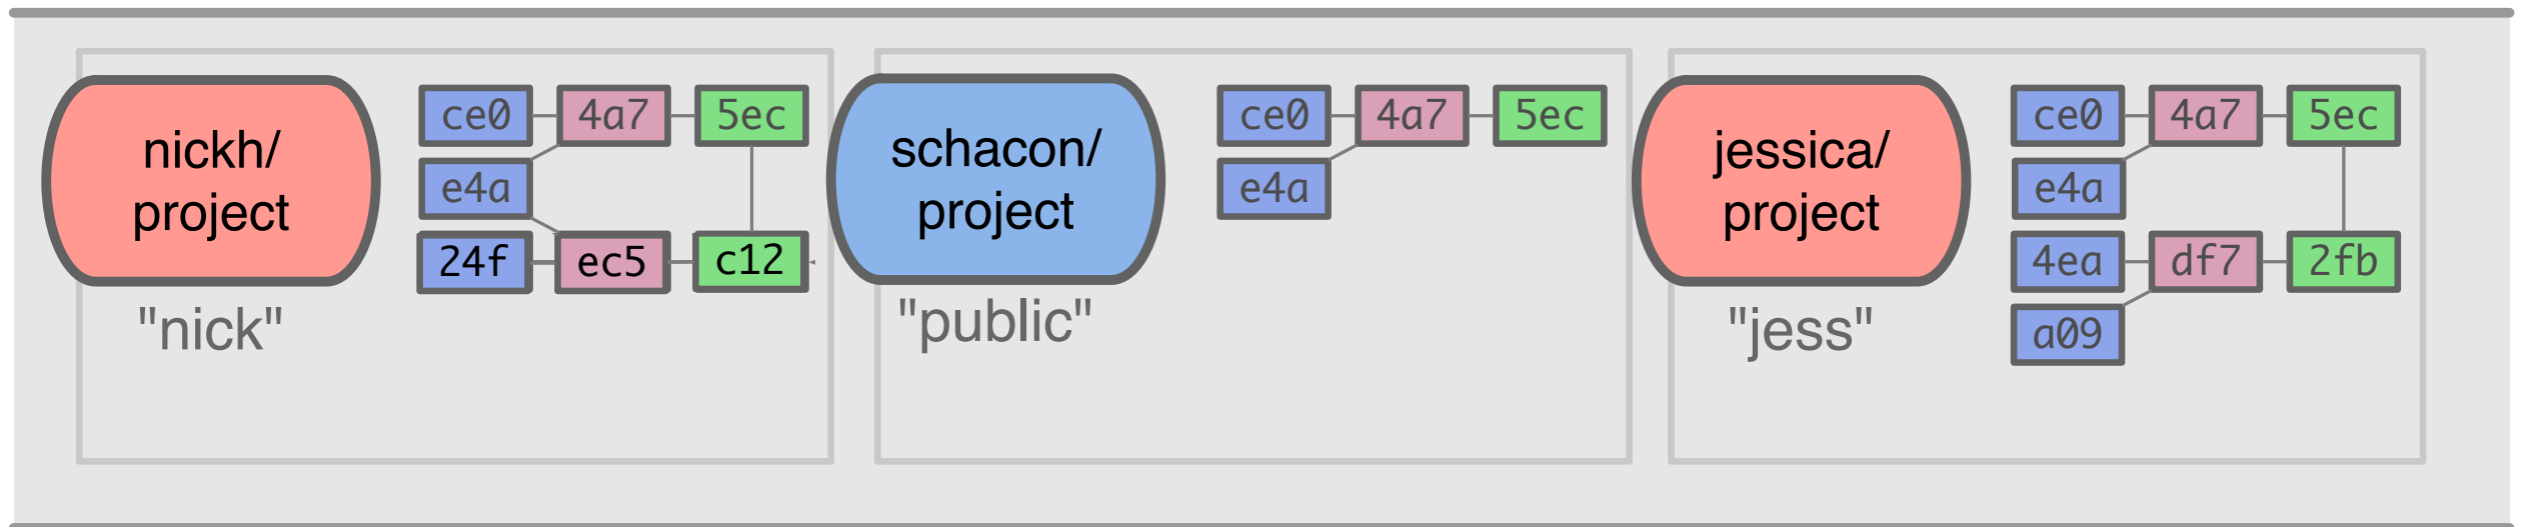 nickh/
project
"nick"
ce0 4a7 5ec
e4a
24f ec5 c12
schacon/
project
"public"
ce0 4a7 5ec
e4a
jessica/
project
"jess"
ce0 4a7 5ec
e4a
4ea df7 2fb
a09